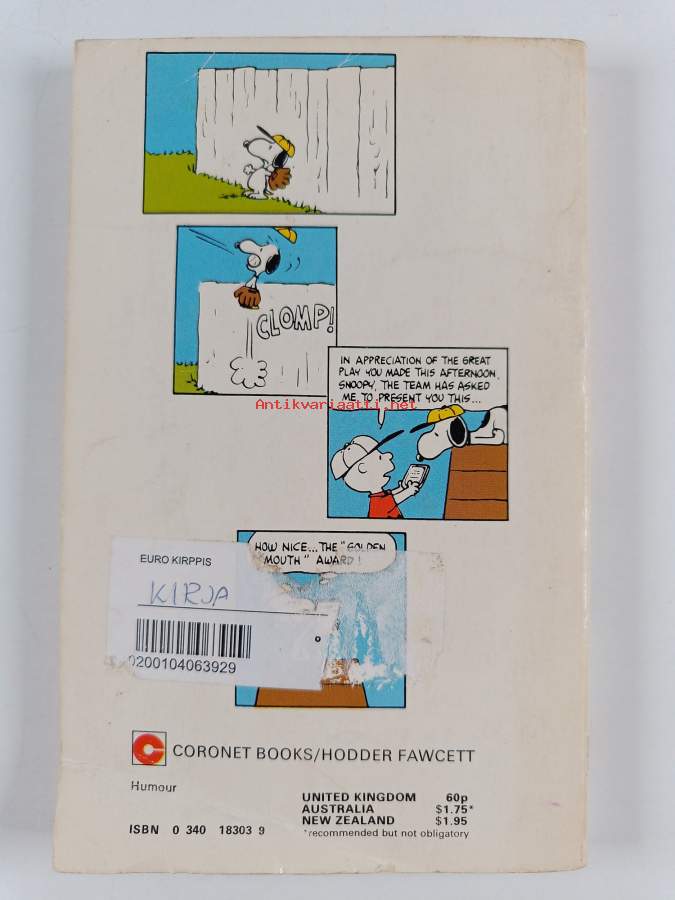 CLOMP!
IN APPRECIATION OF THE GREAT
PLAY YOU MADE THIS AFTERNOON,
SNOOPY, THE TEAM HAS ASKED
ME TO PRESENT YOU THIS...
Antikvariaatti.net
HOW NICE... THE "GOLDEN
MOUTH" AWARD!
EURO KIRPPIS
KIRJA
0200104063929
CORONET BOOKS/HODDER FAWCETT
Humour
UNITED KINGDOM 60p
AUSTRALIA $1.75*
NEW ZEALAND $1.95
*recommended but not obligatory
ISBN 0 340 18303 9